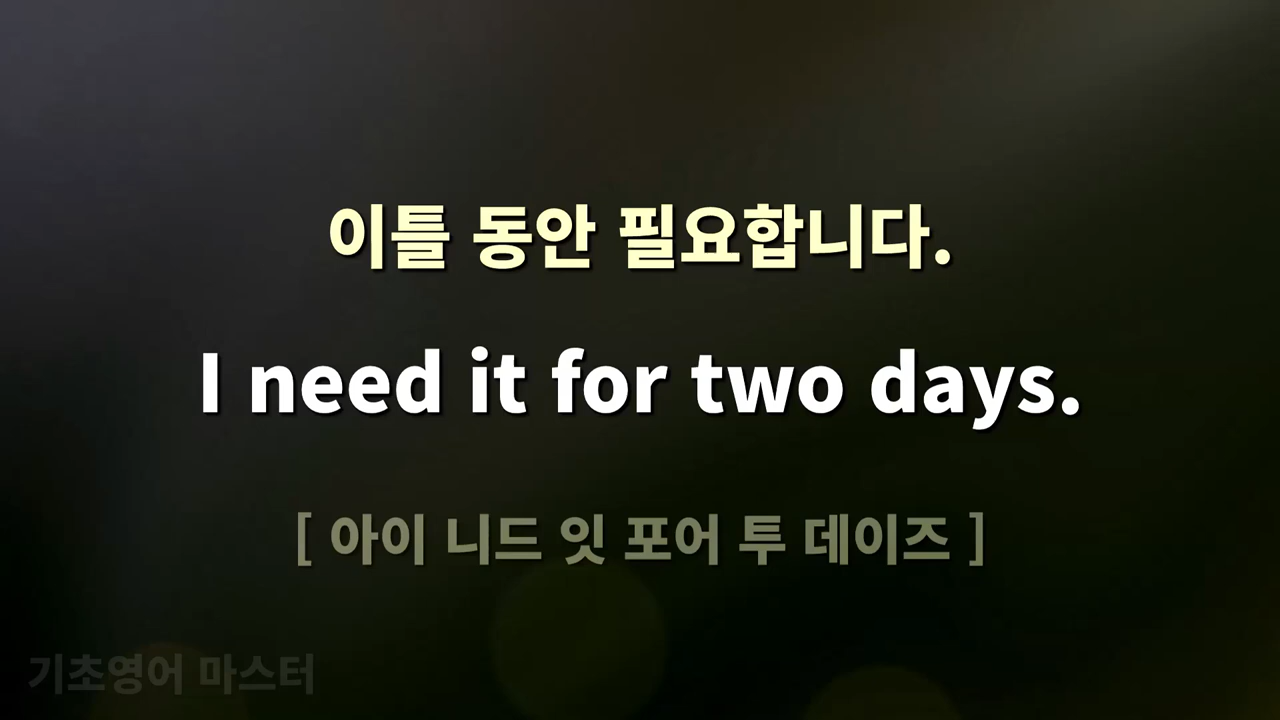 이틀 동안 필요합니다.
I need it for two days.
[ 아이 니드 잇 포어 투 데이즈 ]
기초영어 마스터